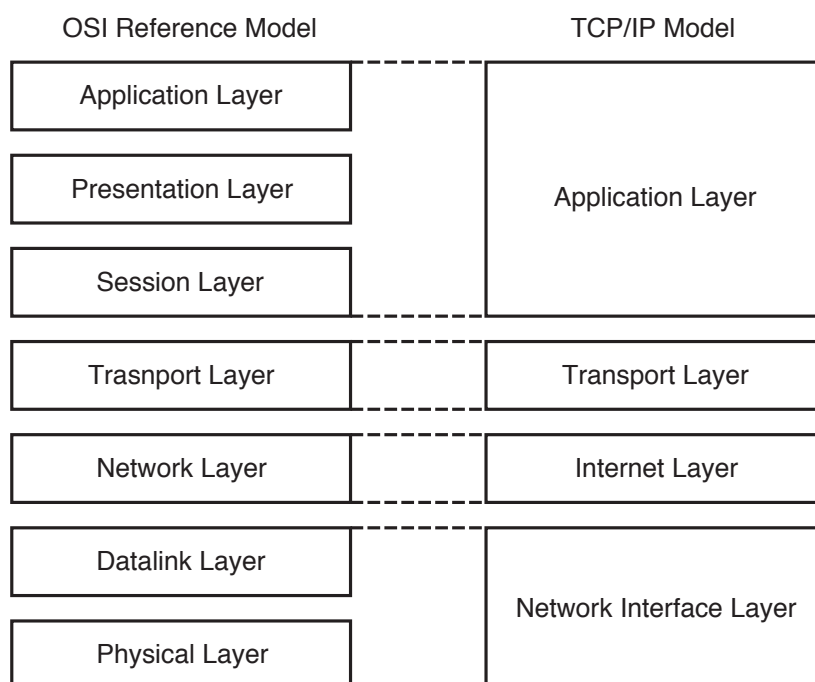 OSI Reference Model
TCP/IP Model
Application Layer
Presentation Layer
Session Layer
Trasnport Layer
Network Layer
Datalink Layer
Physical Layer
Application Layer
Transport Layer
Internet Layer
Network Interface Layer